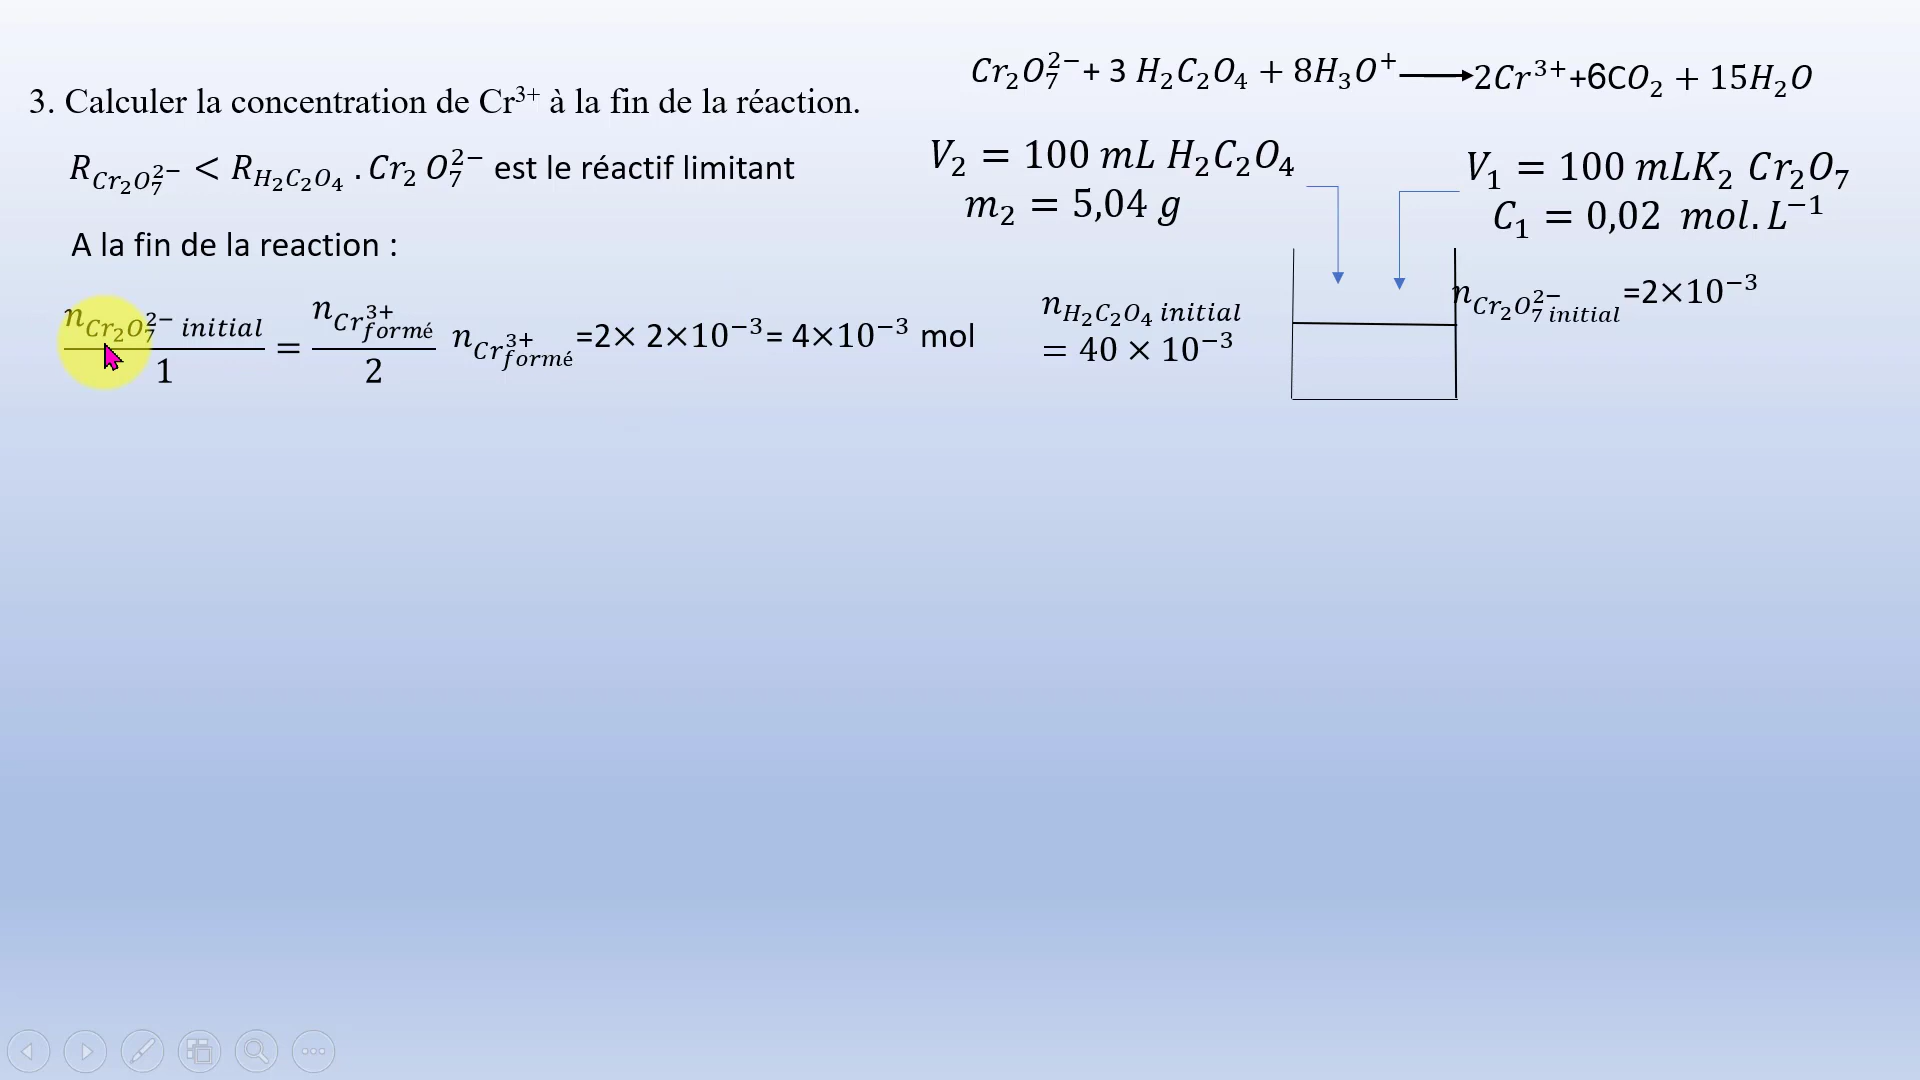 3. Calculer la concentration de Cr³⁺ à la fin de la réaction.
R_{Cr₂O₇²⁻} < R_{H₂C₂O₄} . Cr₂ O₇²⁻ est le réactif limitant
A la fin de la reaction :
n_{Cr₂O₇²⁻ initial}/1 = n_{Cr³⁺ formé}/2 n_{Cr³⁺ formé}=2× 2×10⁻³= 4×10⁻³ mol
Cr₂O₇²⁻+ 3 H₂C₂O₄ + 8H₃O⁺ ⟶ 2Cr³⁺+6CO₂ + 15H₂O
V₂ = 100 mL H₂C₂O₄
m₂ = 5,04 g
V₁ = 100 mLK₂ Cr₂O₇
C₁ = 0,02 mol.L⁻¹
n_{H₂C₂O₄ initial}
= 40 × 10⁻³
n_{Cr₂O₇²⁻ initial}=2×10⁻³